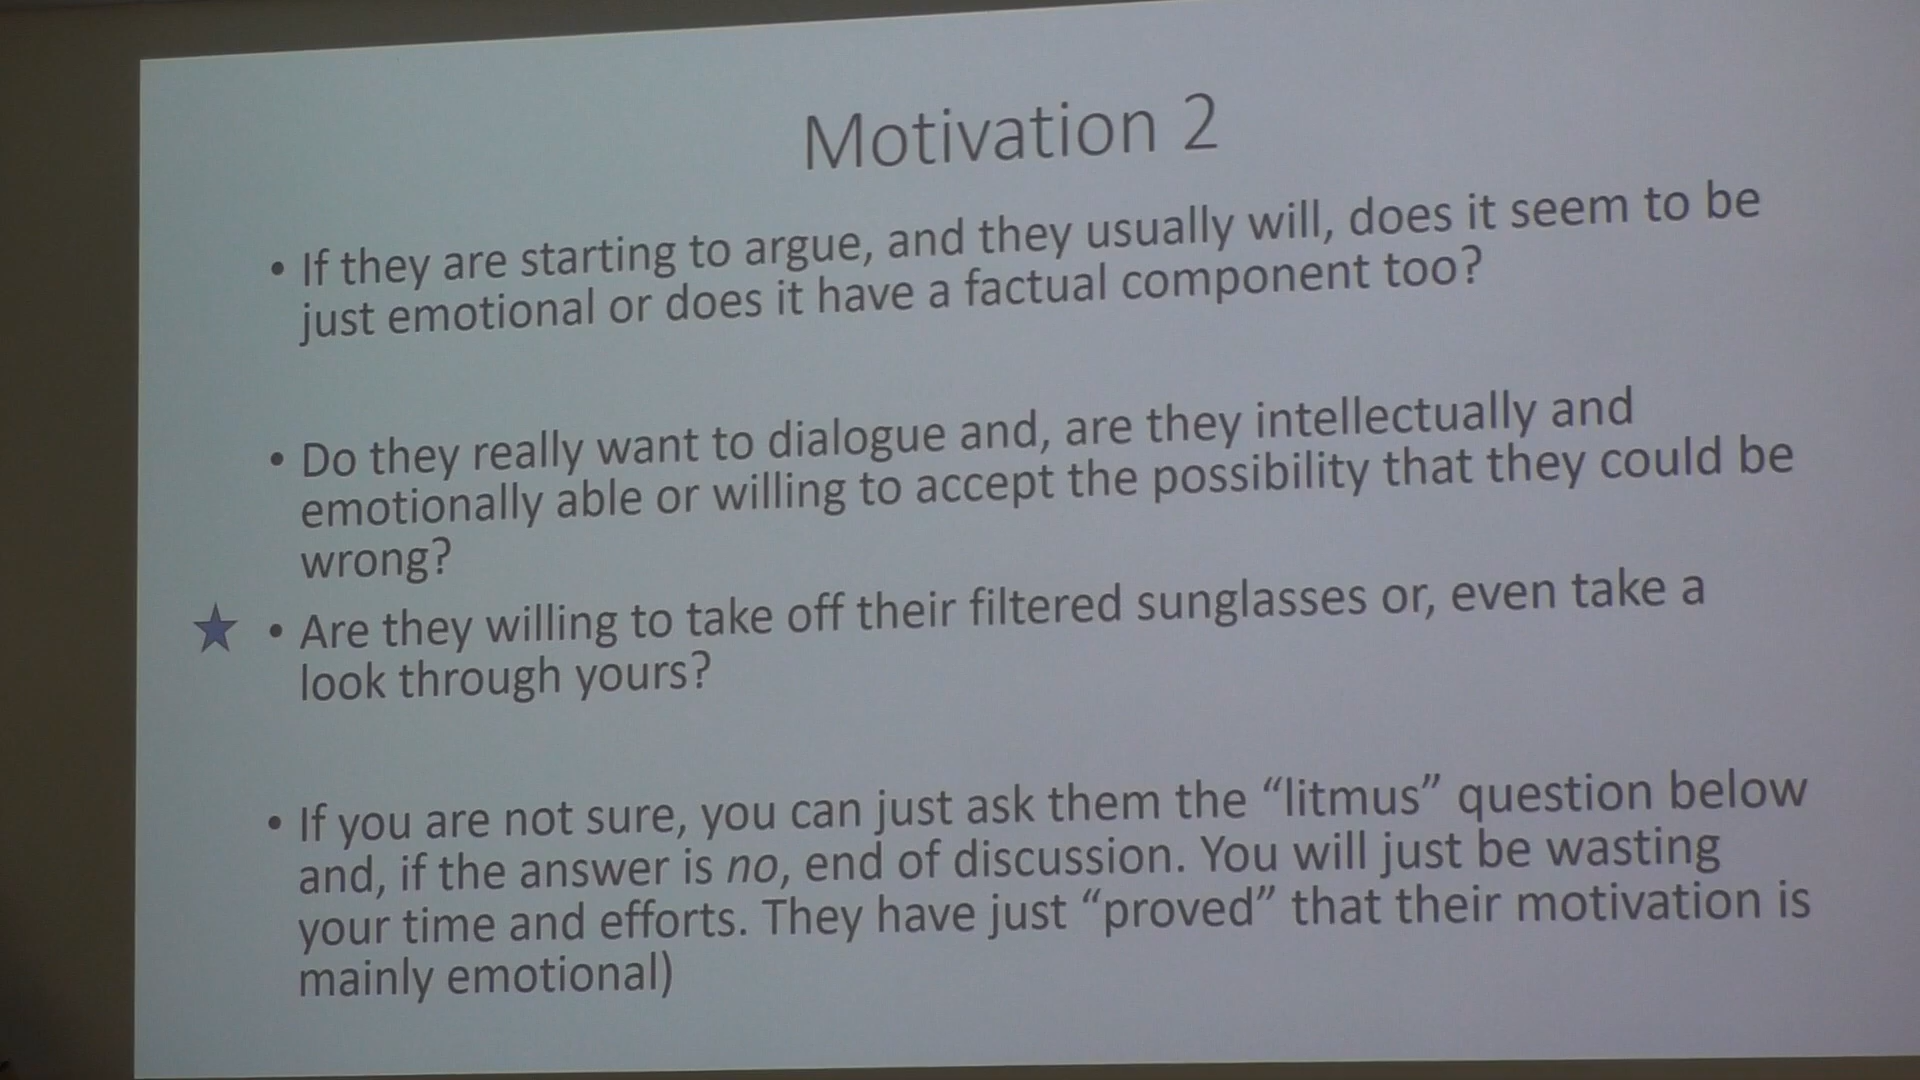 Motivation 2
• If they are starting to argue, and they usually will, does it seem to be
just emotional or does it have a factual component too?
• Do they really want to dialogue and, are they intellectually and
emotionally able or willing to accept the possibility that they could be
wrong?
• Are they willing to take off their filtered sunglasses or, even take a
look through yours?
• If you are not sure, you can just ask them the “litmus” question below
and, if the answer is no, end of discussion. You will just be wasting
your time and efforts. They have just “proved” that their motivation is
mainly emotional)